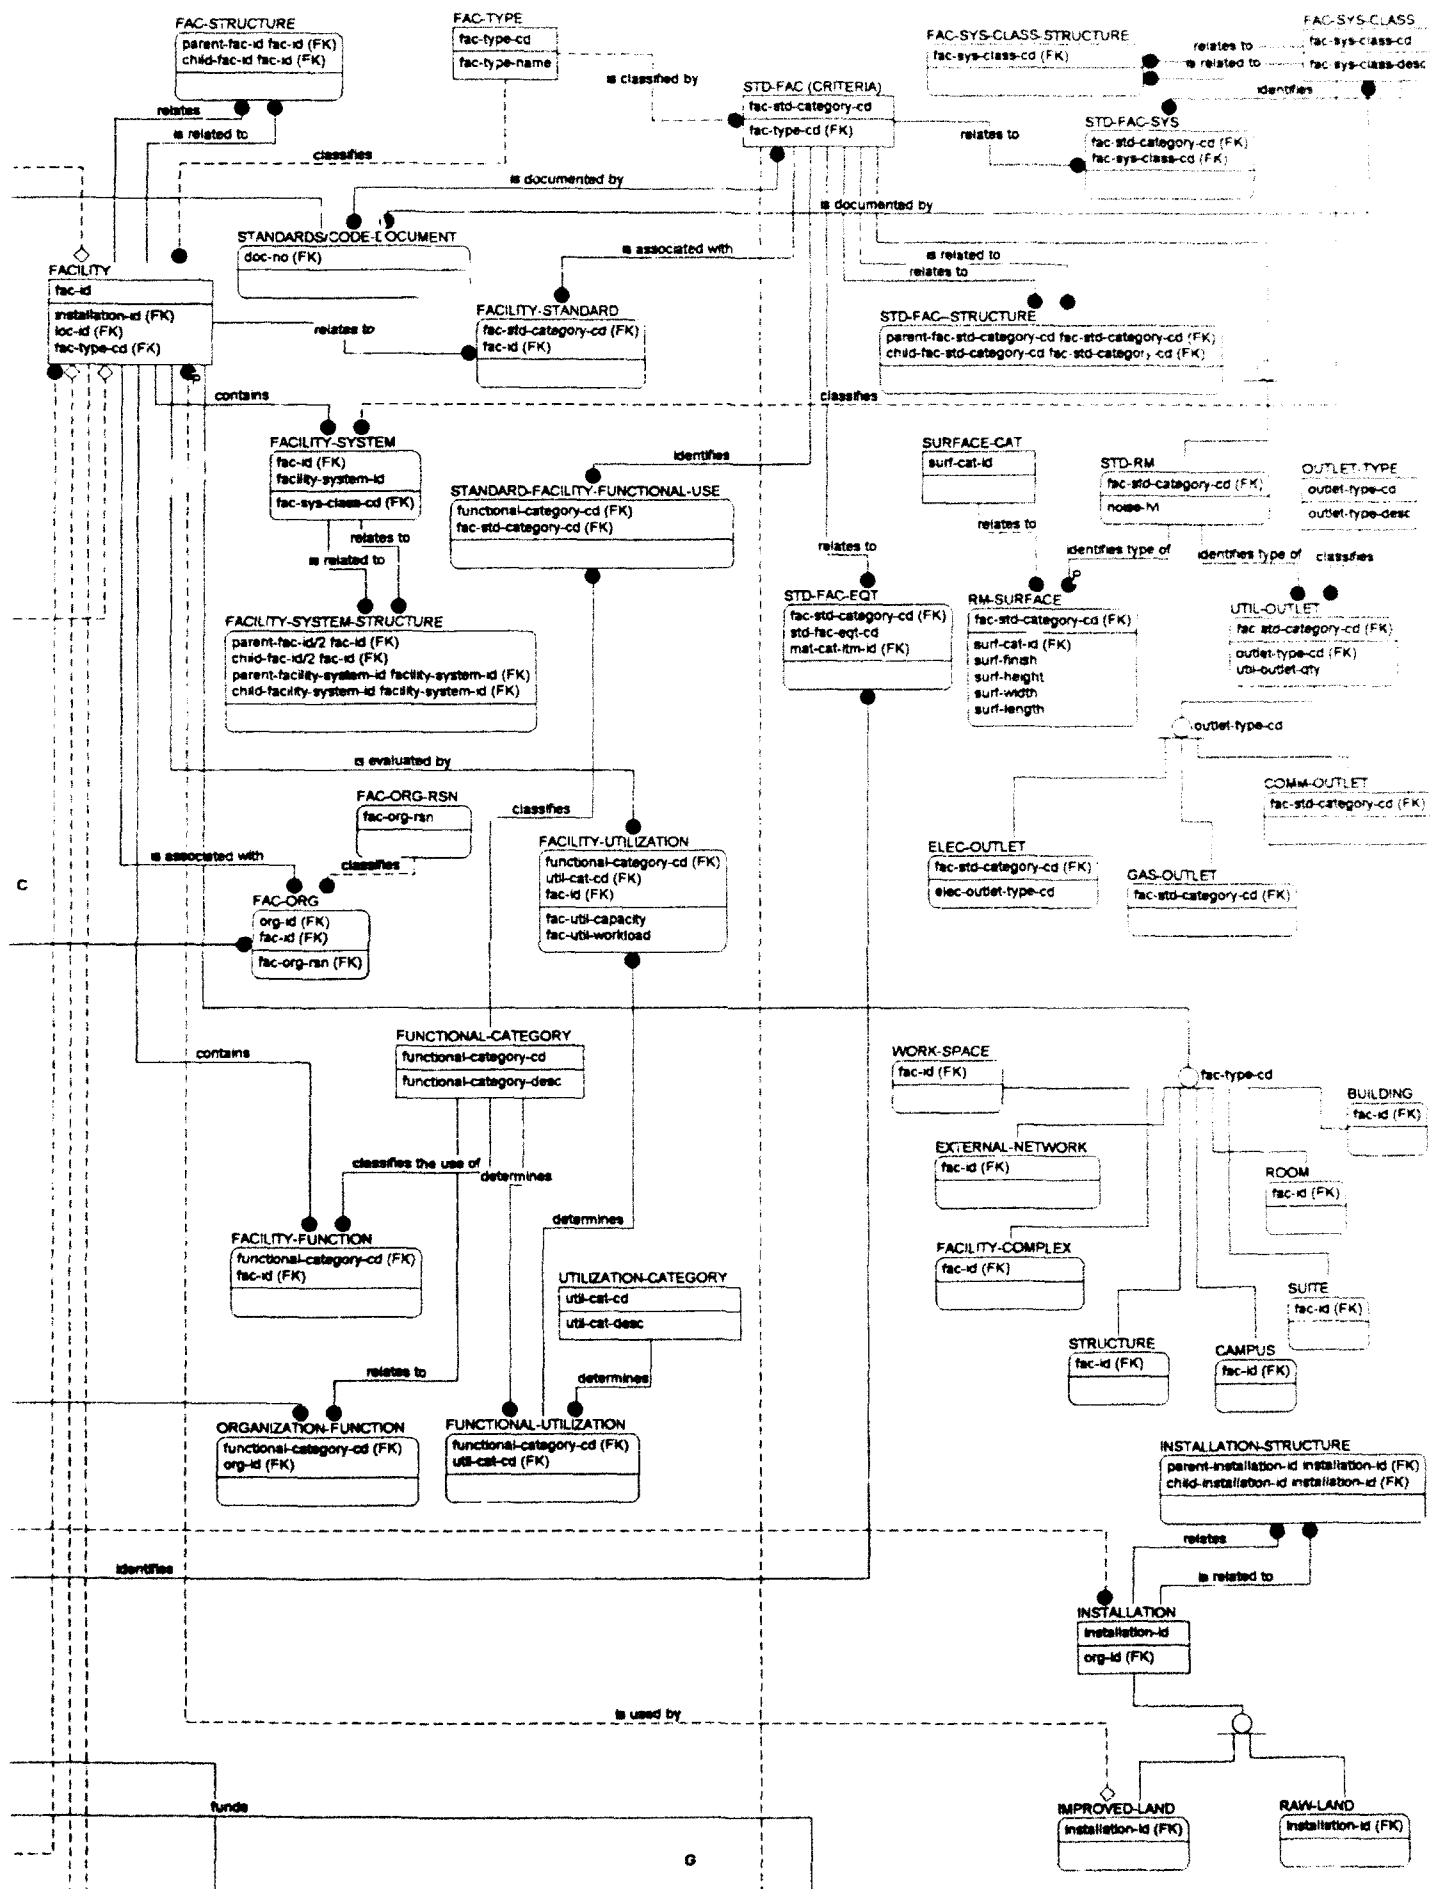 FAC-STRUCTURE
parent-fac-id fac-id (FK)
child-fac-id fac-id (FK)
FAC-TYPE
fac-type-cd
fac-type-name
FAC-SYS-CLASS-STRUCTURE
fac-sys-class-cd (FK)
FAC-SYS-CLASS
fac-sys-class-cd
fac-sys-class-desc
relates to
is related to
identifies
is classified by
STD-FAC (CRITERIA)
fac-std-category-cd
fac-type-cd (FK)
relates to
STD-FAC-SYS
fac-std-category-cd (FK)
fac-sys-class-cd (FK)
relates
is related to
classifies
is documented by
is documented by
STANDARDS/CODE-DOCUMENT
doc-no (FK)
is associated with
is related to
relates to
FACILITY
fac-id
installation-id (FK)
loc-id (FK)
fac-type-cd (FK)
relates to
FACILITY-STANDARD
fac-std-category-cd (FK)
fac-id (FK)
STD-FAC-STRUCTURE
parent-fac-std-category-cd fac-std-category-cd (FK)
child-fac-std-category-cd fac-std-category-cd (FK)
contains
classifies
FACILITY-SYSTEM
fac-id (FK)
facility-system-id
fac-sys-class-cd (FK)
identifies
STANDARD-FACILITY-FUNCTIONAL-USE
functional-category-cd (FK)
fac-std-category-cd (FK)
SURFACE-CAT
surf-cat-id
STD-RM
fac-std-category-cd (FK)
noise-lvl
OUTLET-TYPE
outlet-type-cd
outlet-type-desc
relates to
is related to
relates to
relates to
identifies type of
identifies type of
classifies
FACILITY-SYSTEM-STRUCTURE
parent-fac-id/2 fac-id (FK)
child-fac-id/2 fac-id (FK)
parent-facility-system-id facility-system-id (FK)
child-facility-system-id facility-system-id (FK)
STD-FAC-EQT
fac-std-category-cd (FK)
std-fac-eqt-cd
mat-cat-itm-id (FK)
P
RM-SURFACE
fac-std-category-cd (FK)
surf-cat-id (FK)
surf-finish
surf-height
surf-width
surf-length
UTIL-OUTLET
fac std-category-cd (FK)
outlet-type-cd (FK)
util-outlet-qty
outlet-type-cd
is evaluated by
FAC-ORG-RSN
fac-org-rsn
classifies
COMM-OUTLET
fac-std-category-cd (FK)
is associated with
classifies
FACILITY-UTILIZATION
functional-category-cd (FK)
util-cat-cd (FK)
fac-id (FK)
fac-util-capacity
fac-util-workload
ELEC-OUTLET
fac-std-category-cd (FK)
elec-outlet-type-cd
GAS-OUTLET
fac-std-category-cd (FK)
C
FAC-ORG
org-id (FK)
fac-id (FK)
fac-org-rsn (FK)
contains
FUNCTIONAL-CATEGORY
functional-category-cd
functional-category-desc
WORK-SPACE
fac-id (FK)
fac-type-cd
BUILDING
fac-id (FK)
classifies the use of
determines
determines
EXTERNAL-NETWORK
fac-id (FK)
ROOM
fac-id (FK)
FACILITY-FUNCTION
functional-category-cd (FK)
fac-id (FK)
FACILITY-COMPLEX
fac-id (FK)
UTILIZATION-CATEGORY
util-cat-cd
util-cat-desc
SUITE
fac-id (FK)
STRUCTURE
fac-id (FK)
CAMPUS
fac-id (FK)
relates to
determines
ORGANIZATION-FUNCTION
functional-category-cd (FK)
org-id (FK)
FUNCTIONAL-UTILIZATION
functional-category-cd (FK)
util-cat-cd (FK)
INSTALLATION-STRUCTURE
parent-installation-id installation-id (FK)
child-installation-id installation-id (FK)
relates
is related to
identifies
INSTALLATION
installation-id
org-id (FK)
is used by
funds
IMPROVED-LAND
installation-id (FK)
RAW-LAND
installation-id (FK)
G